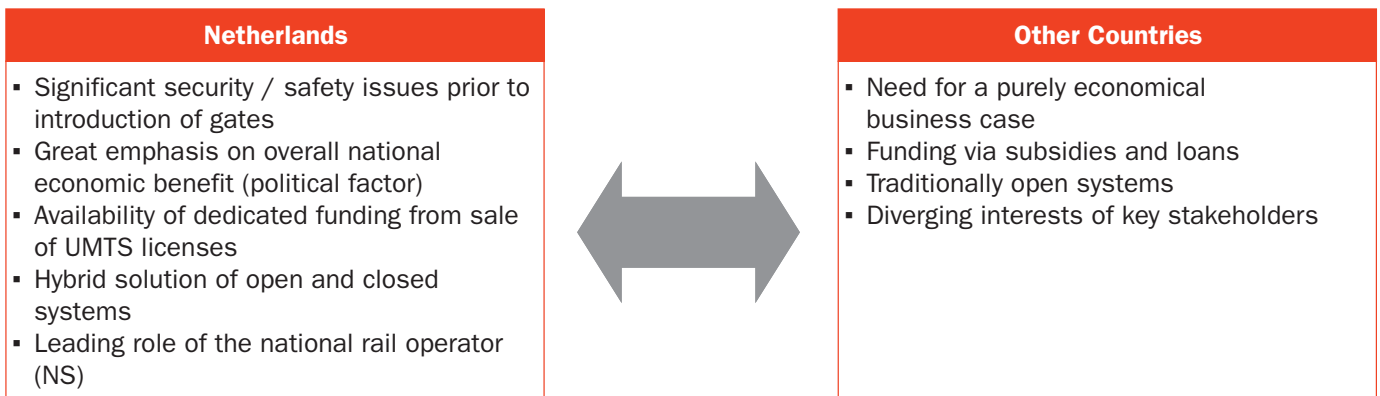 Netherlands
▪ Significant security / safety issues prior to
introduction of gates
▪ Great emphasis on overall national
economic benefit (political factor)
▪ Availability of dedicated funding from sale
of UMTS licenses
▪ Hybrid solution of open and closed
systems
▪ Leading role of the national rail operator
(NS)
Other Countries
▪ Need for a purely economical
business case
▪ Funding via subsidies and loans
▪ Traditionally open systems
▪ Diverging interests of key stakeholders